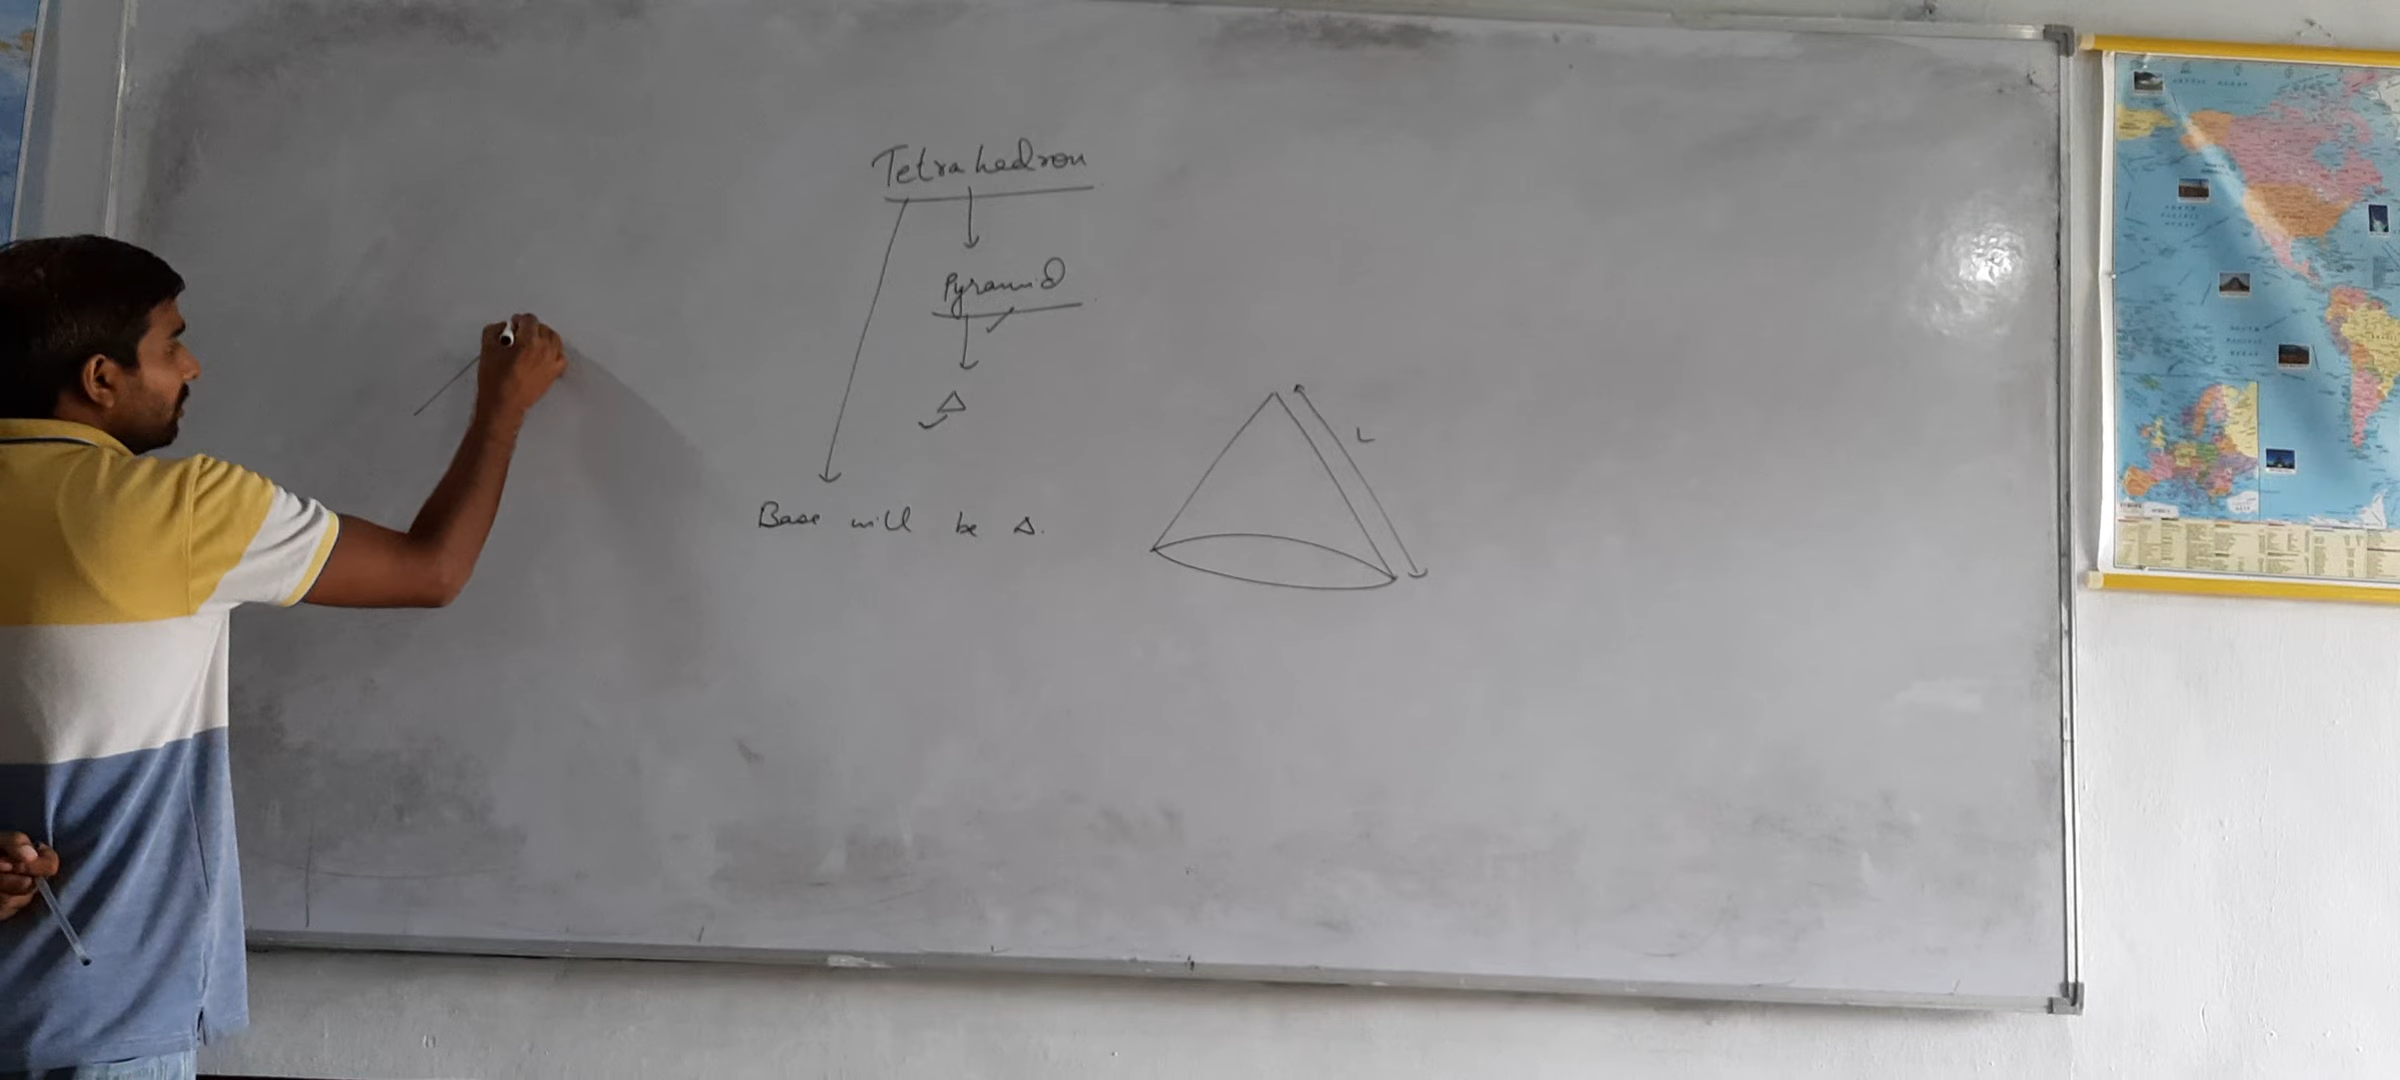 Tetrahedron
Pyramid
Base will be Δ.
L